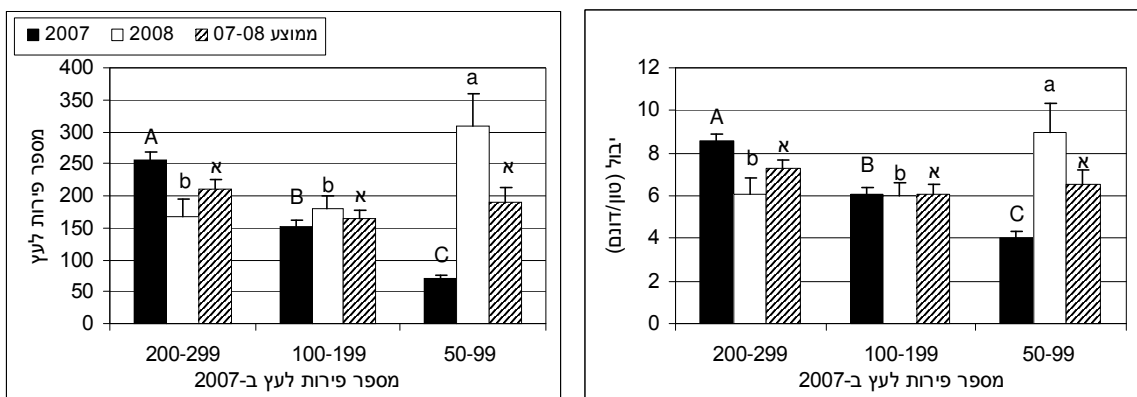 2007 2008 ממוצע 07-08
מספר פירות לעץ
400
350
300
250
200
150
100
50
0
A b א B b א C a א
200-299 100-199 50-99
מספר פירות לעץ ב-2007
יבול (טון/דונם)
12
10
8
6
4
2
0
A b א B b א C a א
200-299 100-199 50-99
מספר פירות לעץ ב-2007